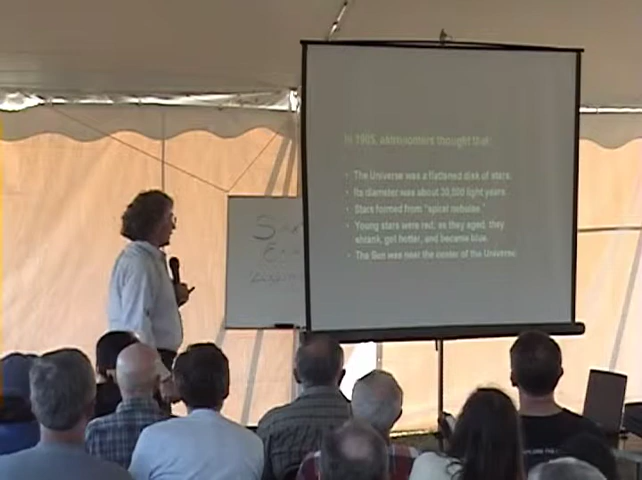 In 1905, astronomers thought that:
• The Universe was a flattened disk of stars.
• Its diameter was about 30,000 light years.
• Stars formed from "spiral nebulae."
• Young stars were red; as they aged, they
shrank, got hotter, and became blue.
• The Sun was near the center of the Universe